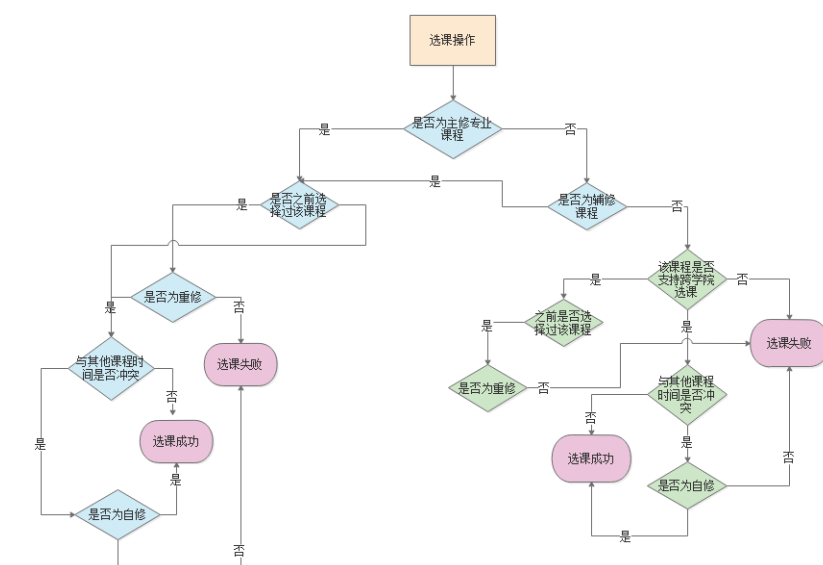 选课操作
是否为主修专业
课程
是
否
是
是否之前选
择过该课程
是
是否为辅修
课程
否
该课程是否
支持跨学院
选课
是
否
是否为重修
是
否
之前是否选
择过该课程
是
是
选课失败
选课失败
与其他课程时
间是否冲突
否
是否为重修
否
与其他课程
时间是否冲
突
否
选课成功
是
选课成功
是
否
是
是否为自修
是否为自修
是
否